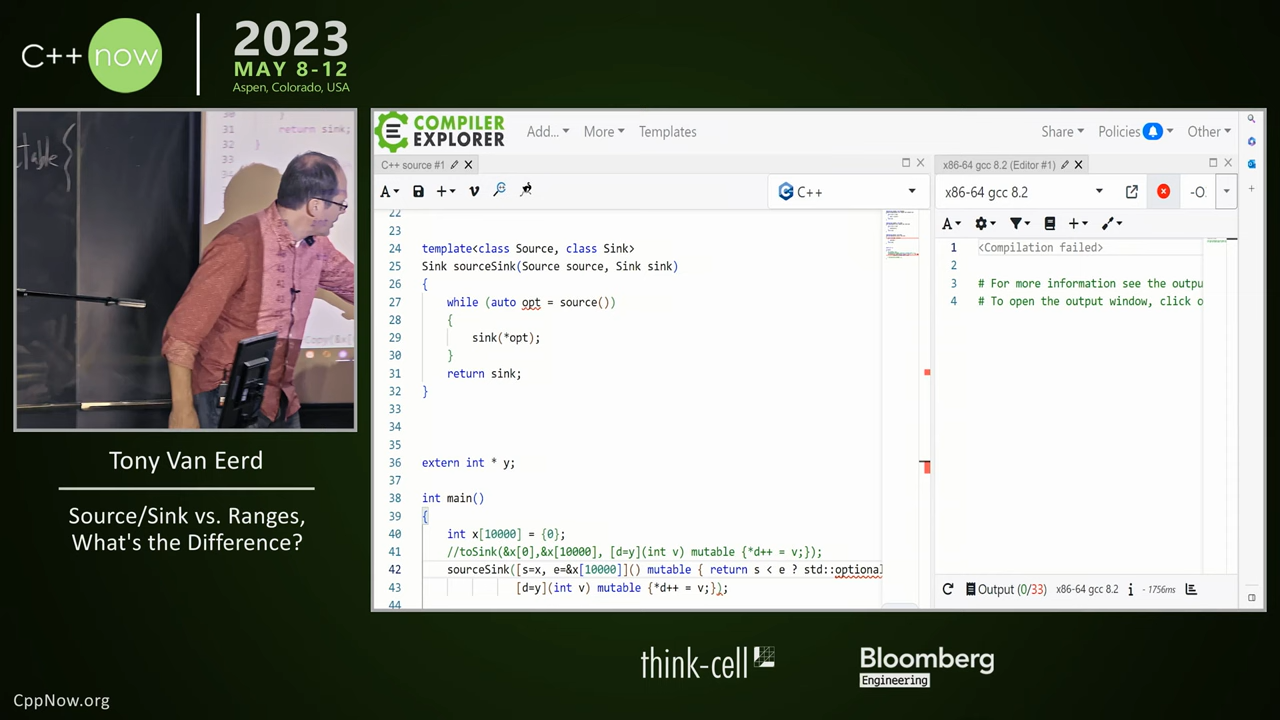 C++ now
2023
MAY 8-12
Aspen, Colorado, USA
31 return sink;
32 }
33
Tony Van Eerd
Source/Sink vs. Ranges,
What's the Difference?
COMPILER
EXPLORER
Add... More Templates
Share Policies Other
C++ source #1
A C++
22
23
24 template<class Source, class Sink>
25 Sink sourceSink(Source source, Sink sink)
26 {
27 while (auto opt = source())
28 {
29 sink(*opt);
30 }
31 return sink;
32 }
33
34
35
36 extern int * y;
37
38 int main()
39 {
40 int x[10000] = {0};
41 //toSink(&x[0],&x[10000], [d=y](int v) mutable {*d++ = v;});
42 sourceSink([s=x, e=&x[10000]]() mutable { return s < e ? std::optional
43 [d=y](int v) mutable {*d++ = v;});
44
x86-64 gcc 8.2 (Editor #1)
x86-64 gcc 8.2 -O.
A
1 <Compilation failed>
2
3 # For more information see the outpu
4 # To open the output window, click o
Output (0/33) x86-64 gcc 8.2 i - 1756ms
think-cell
Bloomberg
Engineering
CppNow.org